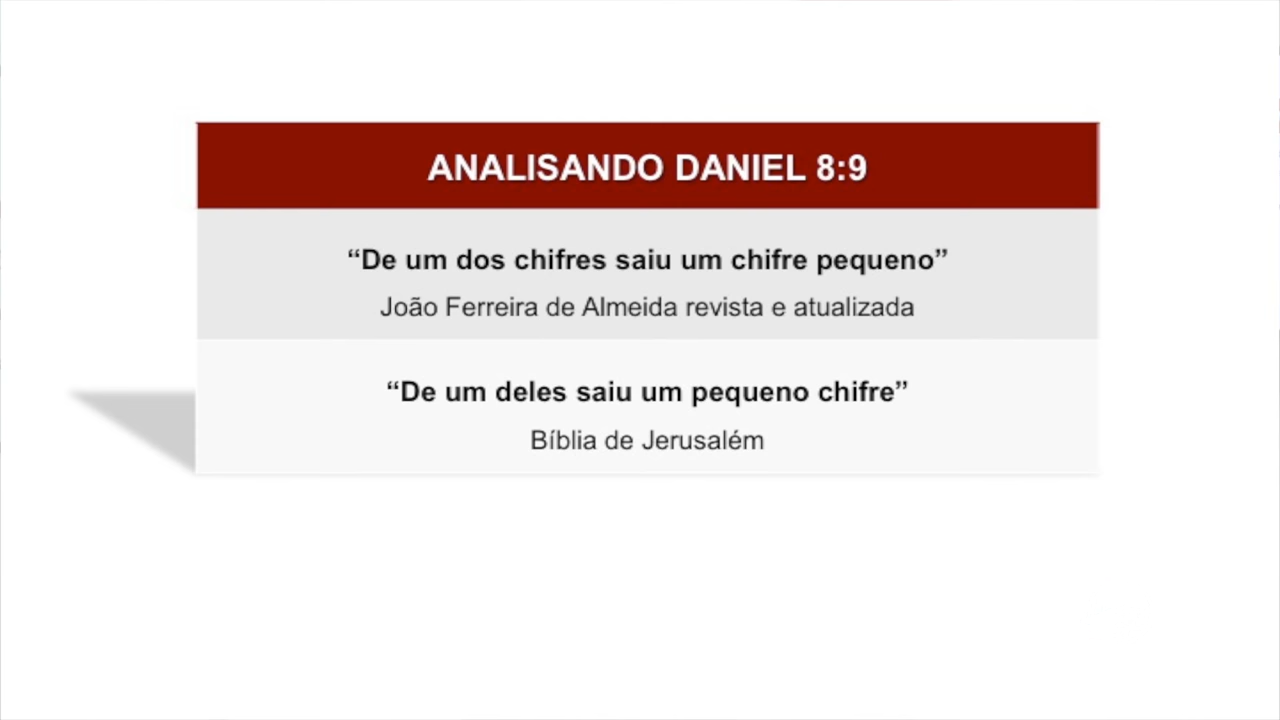 ANALISANDO DANIEL 8:9
“De um dos chifres saiu um chifre pequeno”
João Ferreira de Almeida revista e atualizada
“De um deles saiu um pequeno chifre”
Bíblia de Jerusalém